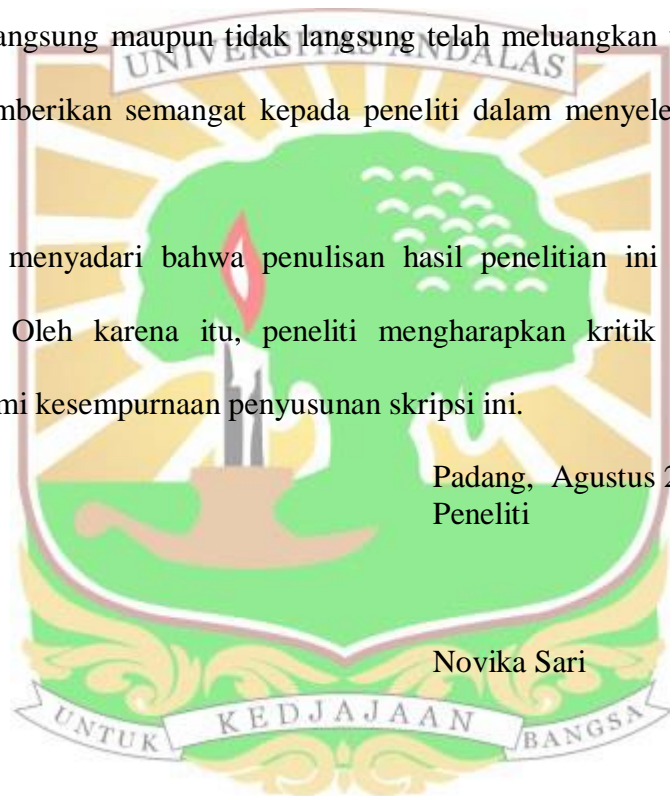 angsung maupun tidak langsung telah meluangkan
UNIVERSITAS ANDALAS
mberikan semangat kepada peneliti dalam menyele
menyadari bahwa penulisan hasil penelitian ini
Oleh karena itu, peneliti mengharapkan kritik
mi kesempurnaan penyusunan skripsi ini.
Padang, Agustus 2
Peneliti
Novika Sari
UNTUK KEDJAJAAN BANGSA